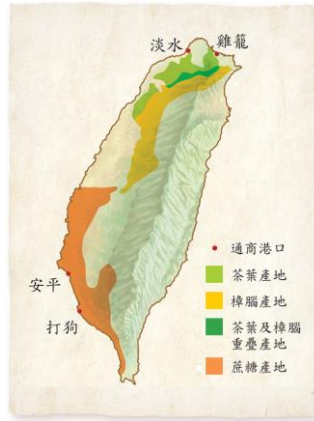 淡水
雞籠
安平
打狗
通商港口
茶葉產地
樟腦產地
茶葉及樟腦
重疊產地
蔗糖產地